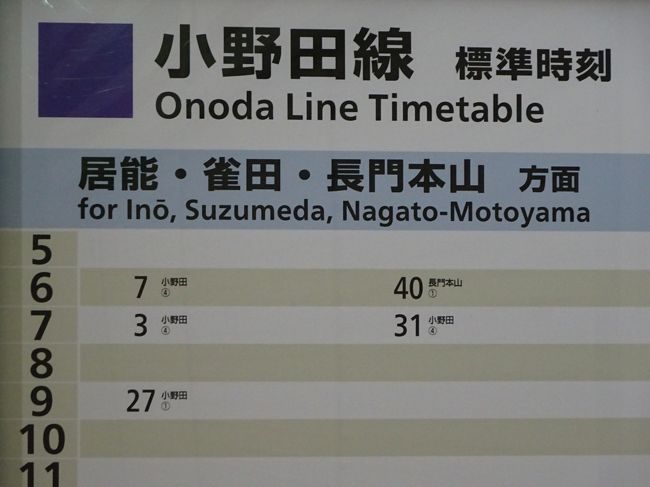 小野田線 標準時刻
Onoda Line Timetable
居能・雀田・長門本山 方面
for Inō, Suzumeda, Nagato-Motoyama
5
6 7 小野田 ④ 40 長門本山 ①
7 3 小野田 ④ 31 小野田 ④
8
9 27 小野田 ①
10
11